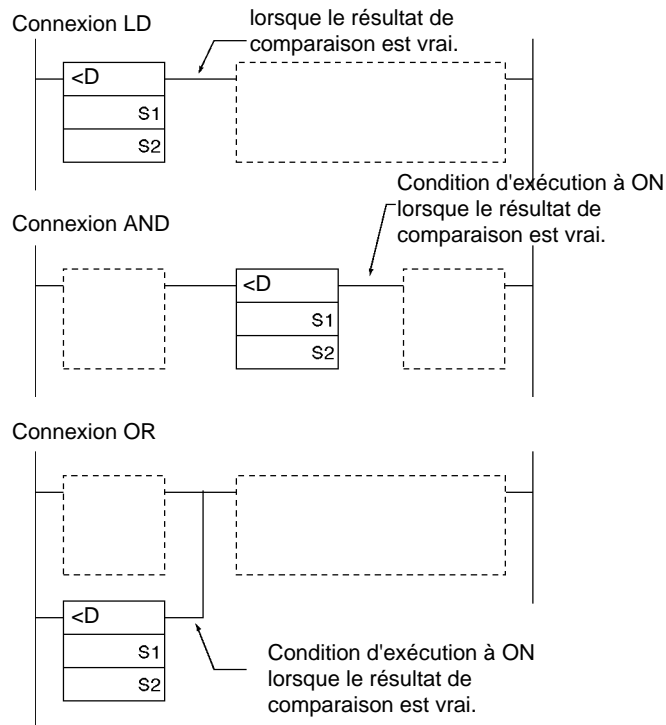 Connexion LD
lorsque le résultat de
comparaison est vrai.
<D
S1
S2
Condition d'exécution à ON
lorsque le résultat de
comparaison est vrai.
Connexion AND
<D
S1
S2
Connexion OR
<D
S1
S2
Condition d'exécution à ON
lorsque le résultat de
comparaison est vrai.